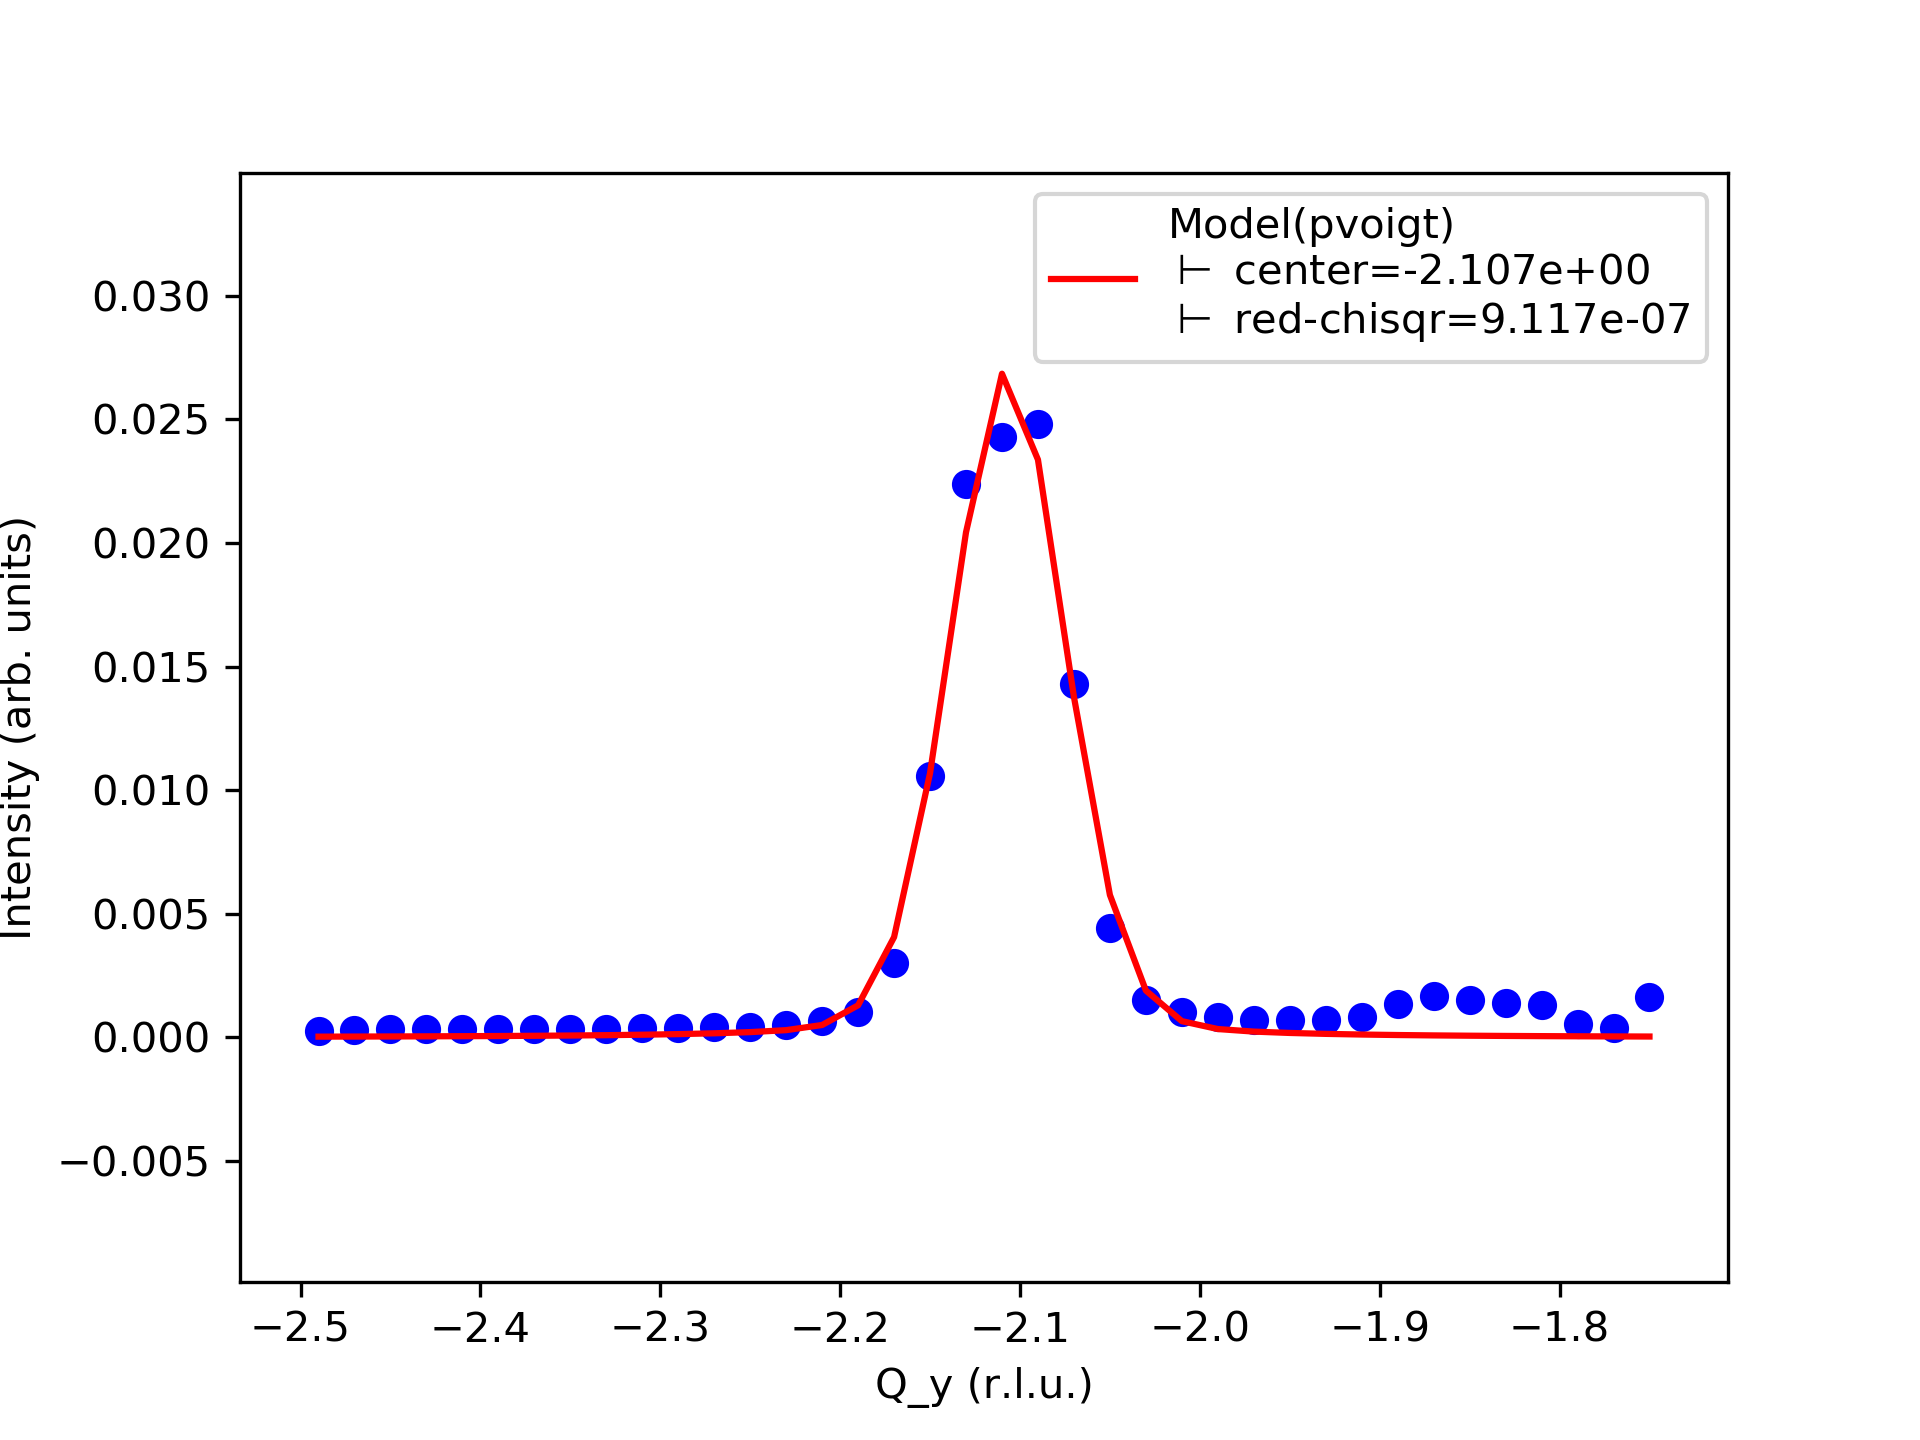 Model(pvoigt)
⊢ center=-2.107e+00
⊢ red-chisqr=9.117e-07
0.030
0.025
0.020
0.015
0.010
0.005
0.000
−0.005
Intensity (arb. units)
−2.5 −2.4 −2.3 −2.2 −2.1 −2.0 −1.9 −1.8
Q_y (r.l.u.)